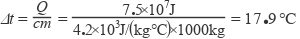 Δt = Q/cm = 7.5×10⁷J/4.2×10³J/(kg°C)×1000kg = 17.9 °C